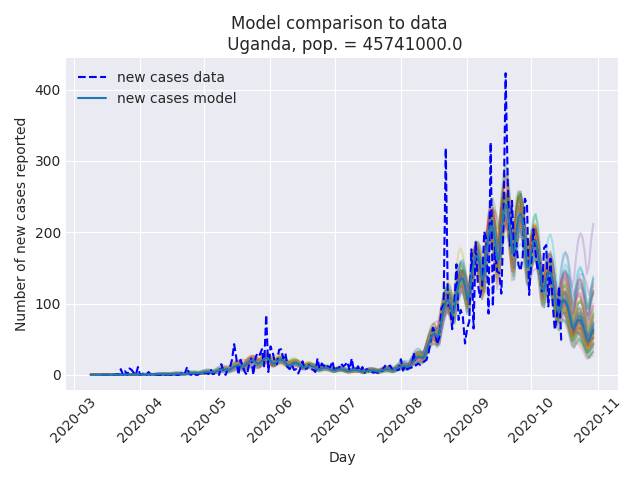 Model comparison to data
Uganda, pop. = 45741000.0
new cases data
new cases model
Number of new cases reported
400
300
200
100
0
2020-03
2020-04
2020-05
2020-06
2020-07
2020-08
2020-09
2020-10
2020-11
Day